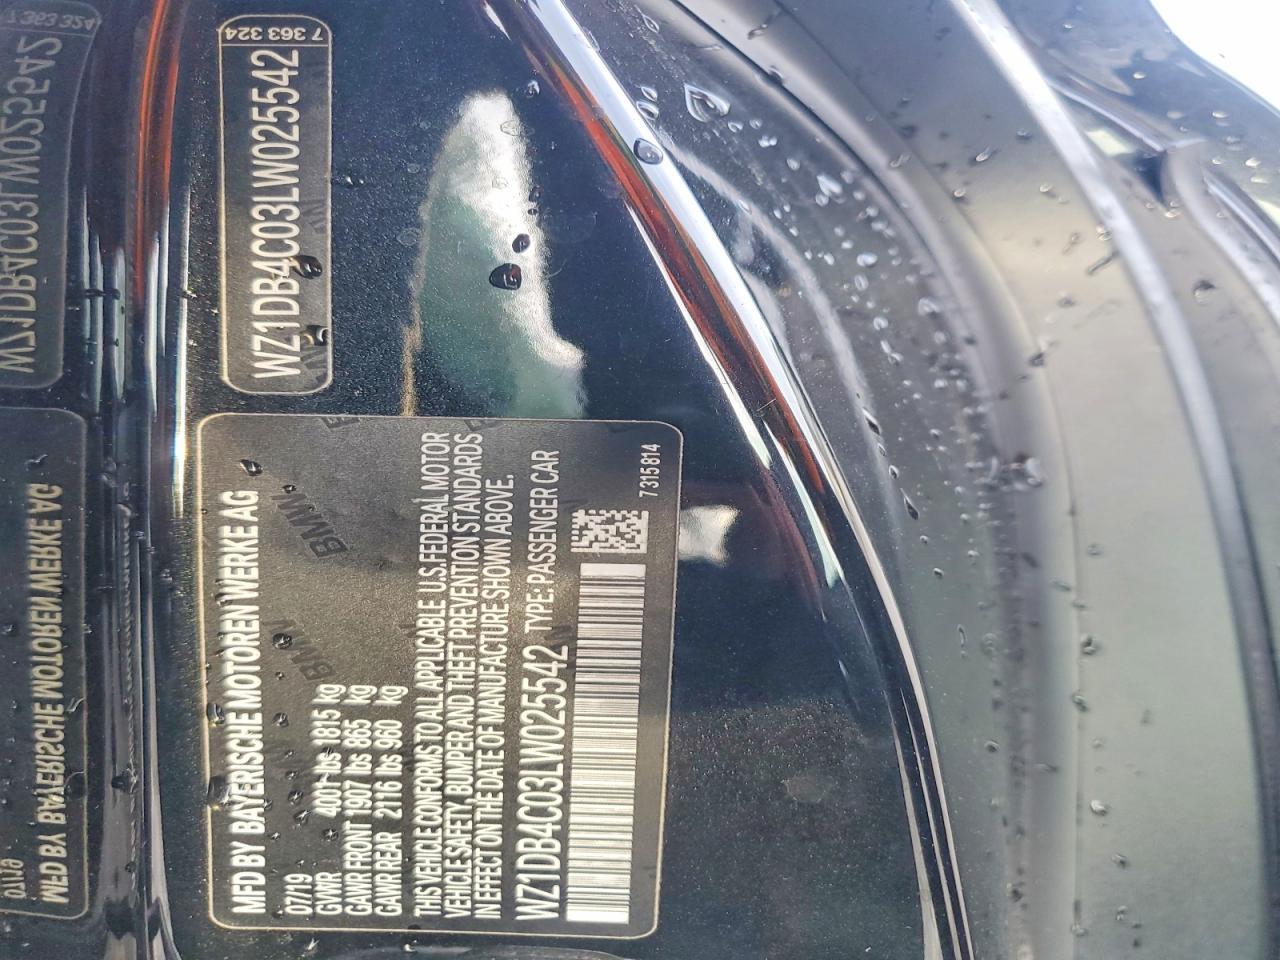 MFD BY BAYERISCHE MOTOREN WERKE AG
07/19
GVWR 4001 lbs 1815 kg
GAWR FRONT 1907 lbs 865 kg
GAWR REAR 2116 lbs 960 kg
THIS VEHICLE CONFORMS TO ALL APPLICABLE U.S.FEDERAL MOTOR
VEHICLE SAFETY, BUMPER AND THEFT PREVENTION STANDARDS
IN EFFECT ON THE DATE OF MANUFACTURE SHOWN ABOVE.
WZ1DB4C03LW025542 TYPE: PASSENGER CAR
7315814
7 363 324
WZ1DB4C03LW025542
BMW
BMW